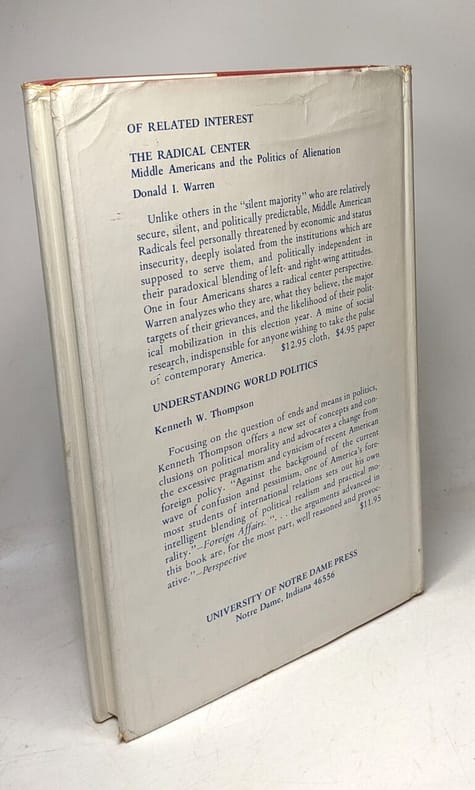 OF RELATED INTEREST
THE RADICAL CENTER
Middle Americans and the Politics of Alienation
Donald I. Warren
Unlike others in the "silent majority" who are relatively
secure, silent, and politically predictable, Middle American
Radicals feel personally threatened by economic and status
insecurity, deeply isolated from the institutions which are
supposed to serve them, and politically independent in
their paradoxical blending of left- and right-wing attitudes.
One in four Americans shares a radical center perspective.
Warren analyzes who they are, what they believe, the major
targets of their grievances, and the likelihood of their polit-
ical mobilization in this election year. A mine of social
research, indispensable for anyone wishing to take the pulse
of contemporary America. $12.95 cloth, $4.95 paper
UNDERSTANDING WORLD POLITICS
Kenneth W. Thompson
Focusing on the question of ends and means in politics,
Kenneth Thompson offers a new set of concepts and con-
clusions on political morality and advocates a change from
the excessive pragmatism and cynicism of recent American
foreign policy. "Against the background of the current
wave of confusion and pessimism, one of America's fore-
most students of international relations sets out his own
intelligent blending of political realism and practical mo-
rality."—Foreign Affairs. ". . . the arguments advanced in
this book are, for the most part, well reasoned and provoc-
ative."—Perspective $11.95
UNIVERSITY OF NOTRE DAME PRESS
Notre Dame, Indiana 46556